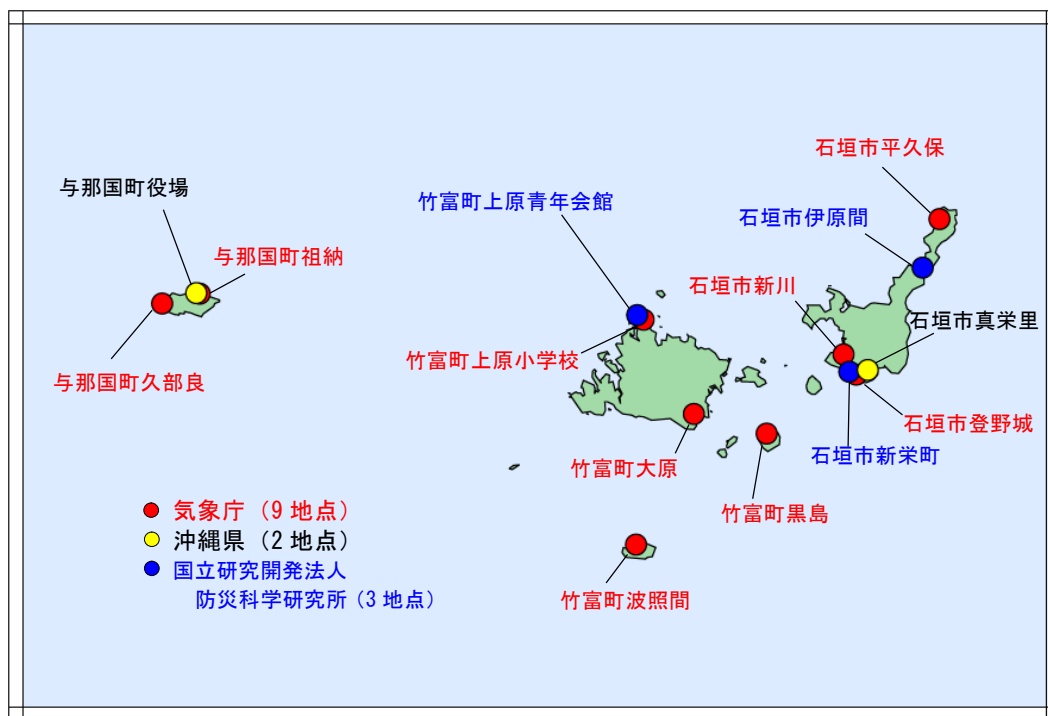 石垣市平久保
与那国町役場
竹富町上原青年会館
石垣市伊原間
与那国町祖納
石垣市新川
石垣市真栄里
竹富町上原小学校
与那国町久部良
石垣市登野城
石垣市新栄町
竹富町大原
竹富町黒島
気象庁（9 地点）
沖縄県（2 地点）
国立研究開発法人
防災科学研究所（3 地点）
竹富町波照間